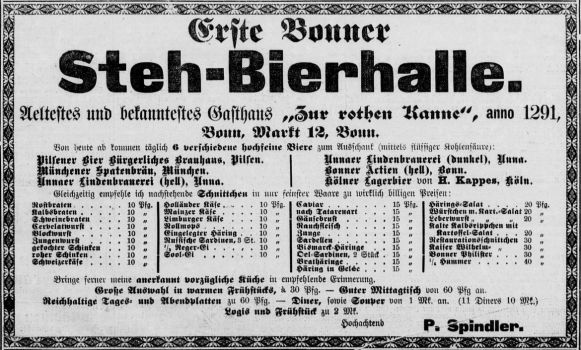 Erste Bonner
Steh-Bierhalle.
Aeltestes und bekanntestes Gasthaus „Zur rothen Kanne“, anno 1291,
Bonn, Markt 12, Bonn.
Von heute ab kommen täglich 6 verschiedene hochfeine Biere zum Ausschank (mittels flüssiger Kohlensäure):
Pilsener Bier Bürgerliches Brauhaus, Pilsen.
Münchener Spatenbräu, München.
Unnaer Lindenbrauerei (hell), Unna.
Unnaer Lindenbrauerei (dunkel), Unna.
Bonner Actien (hell), Bonn.
Kölner Lagerbier von H. Kappes, Köln.
Gleichzeitig empfehle ich nachstehende Schnittchen in nur feinster Waare zu wirklich billigen Preisen:
Rostbraten 10 Pfg.
Kalbsbraten 10 „
Schweinebraten 10 „
Cervelatwurst 10 „
Blockwurst 10 „
Zungenwurst 10 „
gekochter Schinken 10 „
roher Schinken 10 „
Schweizerkäse 10 „
Holländer Käse 10 Pfg.
Mainzer Käse 10 „
Limburger Käse 10 „
Rollmops 10 „
Eingelegter Häring 10 „
Russische Sardinen, 3 St. 10 „
½ Regen-Ei 10 „
Sool-Ei 10 „
Caviar 15 Pfg.
nach Tatarenart 15 „
Gänsebrust 15 „
Rauchfleisch 15 „
Zunge 15 „
Sardellen 15 „
Bismarck-Häringe 15 „
Oel-Sardinen, 2 Stück 15 „
Brathäringe 15 „
Häring in Gelée 15 „
Härings-Salat 20 Pfg.
Würstchen m. Kart.-Salat 20 „
Leberwurst 20 „
Kalte Kalbsrippchen mit
Kartoffel-Salat 30 „
Restaurationsschnittchen 30 „
Kaiser Wilhelm- 30 „
Bonner Philister 30 „
½ Hummer 40 „
Bringe ferner meine anerkannt vorzügliche Küche in empfehlende Erinnerung.
Große Auswahl in warmen Frühstücks, à 30 Pfg. — Guter Mittagtisch von 60 Pfg. an.
Reichhaltige Tages- und Abendplatten zu 60 Pfg. — Diner, sowie Souper von 1 Mk. an. (11 Diners 10 Mk.)
Logis und Frühstück zu 2 Mk.
Hochachtend
P. Spindler.